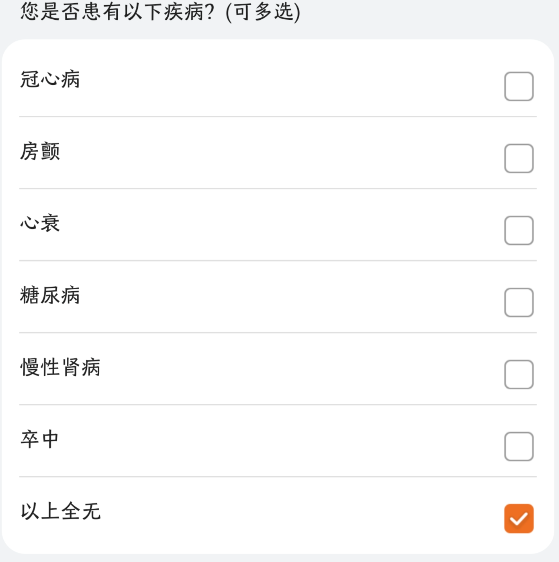 您是否患有以下疾病？(可多选)
冠心病
房颤
心衰
糖尿病
慢性肾病
卒中
以上全无